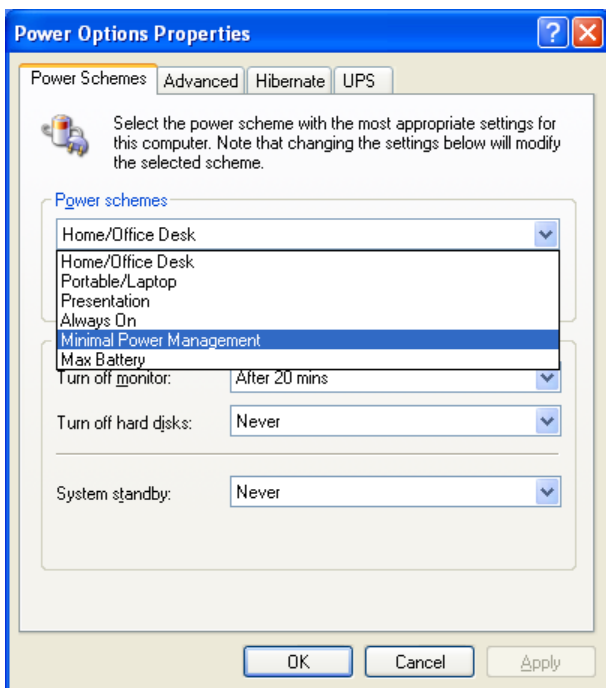 Power Options Properties
Power Schemes Advanced Hibernate UPS
Select the power scheme with the most appropriate settings for
this computer. Note that changing the settings below will modify
the selected scheme.
Power schemes
Home/Office Desk
Home/Office Desk
Portable/Laptop
Presentation
Always On
Minimal Power Management
Max Battery
Turn off monitor: After 20 mins
Turn off hard disks: Never
System standby: Never
OK Cancel Apply